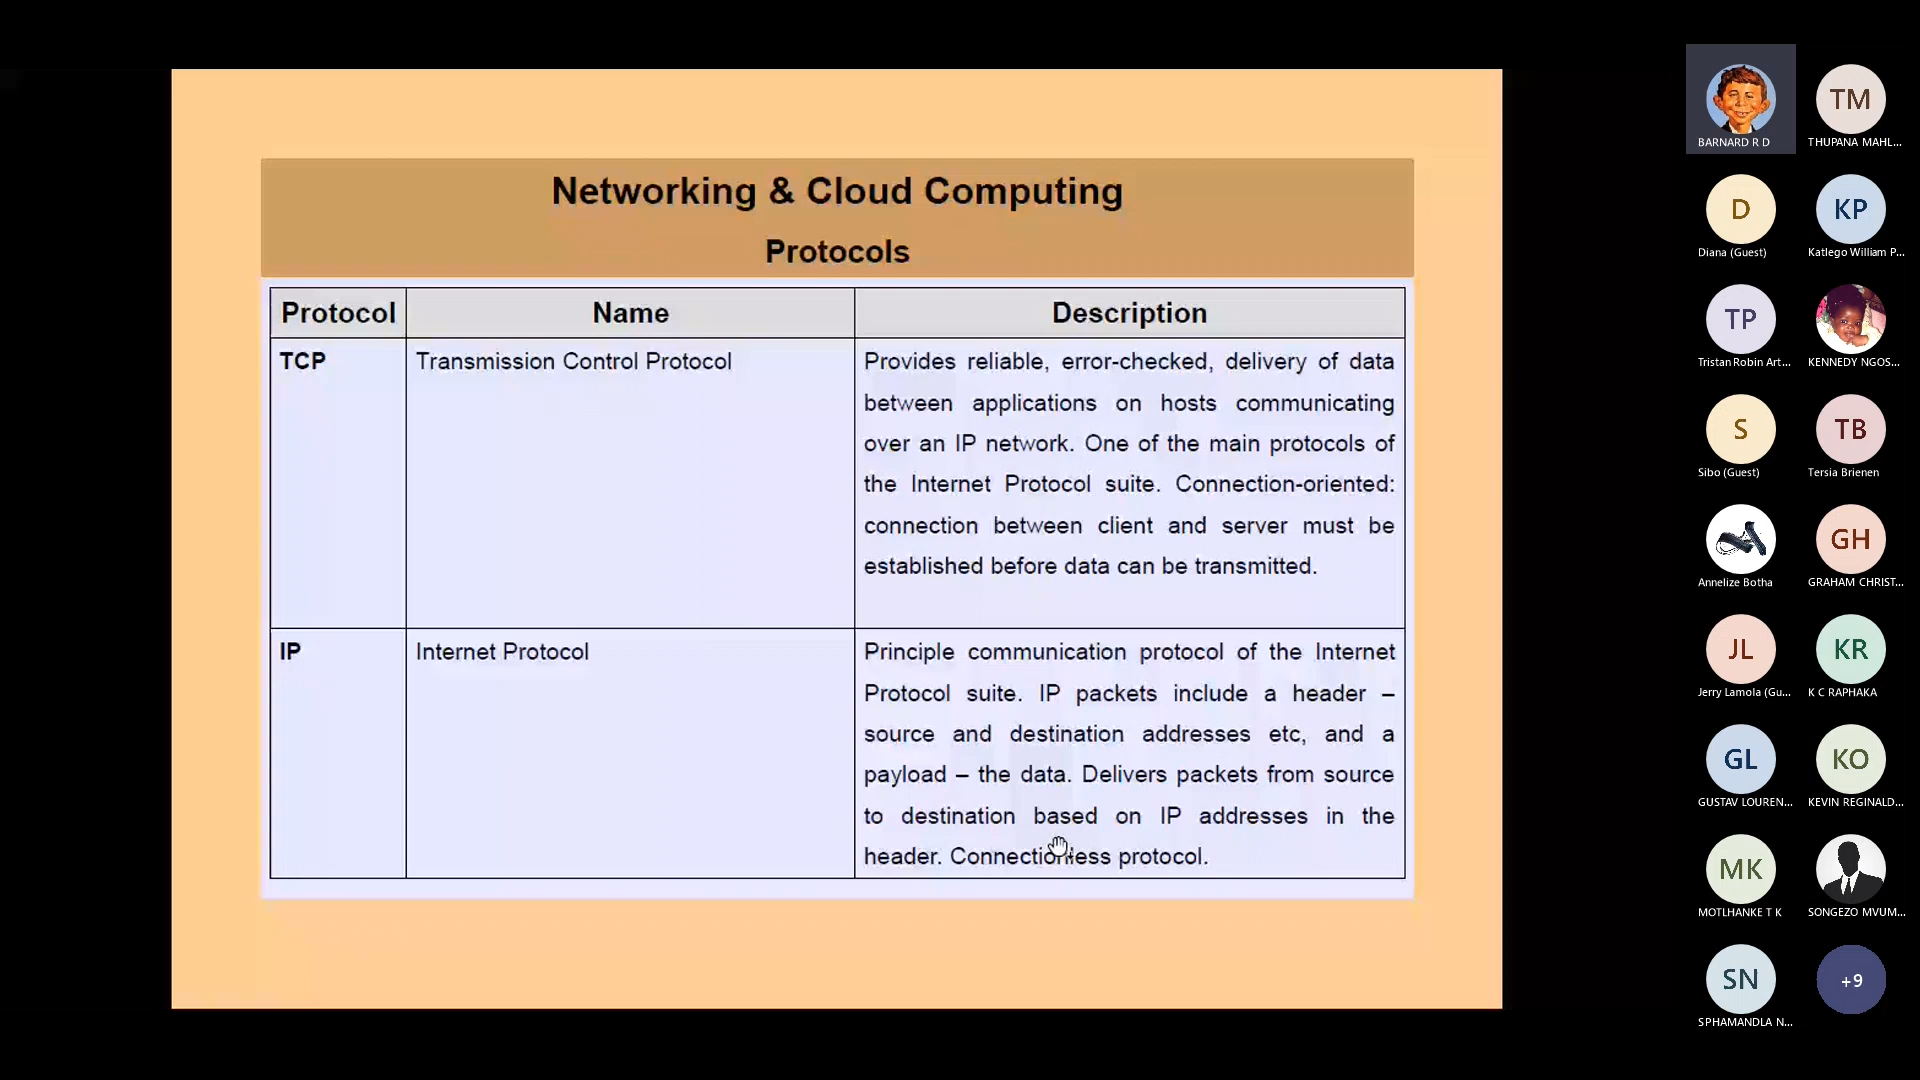 Networking & Cloud Computing
Protocols
Protocol Name Description
TCP Transmission Control Protocol Provides reliable, error-checked, delivery of data
between applications on hosts communicating
over an IP network. One of the main protocols of
the Internet Protocol suite. Connection-oriented:
connection between client and server must be
established before data can be transmitted.
IP Internet Protocol Principle communication protocol of the Internet
Protocol suite. IP packets include a header –
source and destination addresses etc, and a
payload – the data. Delivers packets from source
to destination based on IP addresses in the
header. Connectionless protocol.
TM
BARNARD R D THUPANA MAHL...
D KP
Diana (Guest) Katlego William P...
TP
Tristan Robin Art... KENNEDY NGOS...
S TB
Sibo (Guest) Tersia Brienen
GH
Annelize Botha GRAHAM CHRIST...
JL KR
Jerry Lamola (Gu... K C RAPHAKA
GL KO
GUSTAV LOUREN... KEVIN REGINALD...
MK
MOTLHANKE T K SONGEZO MVUM...
SN +9
SPHAMANDLA N...